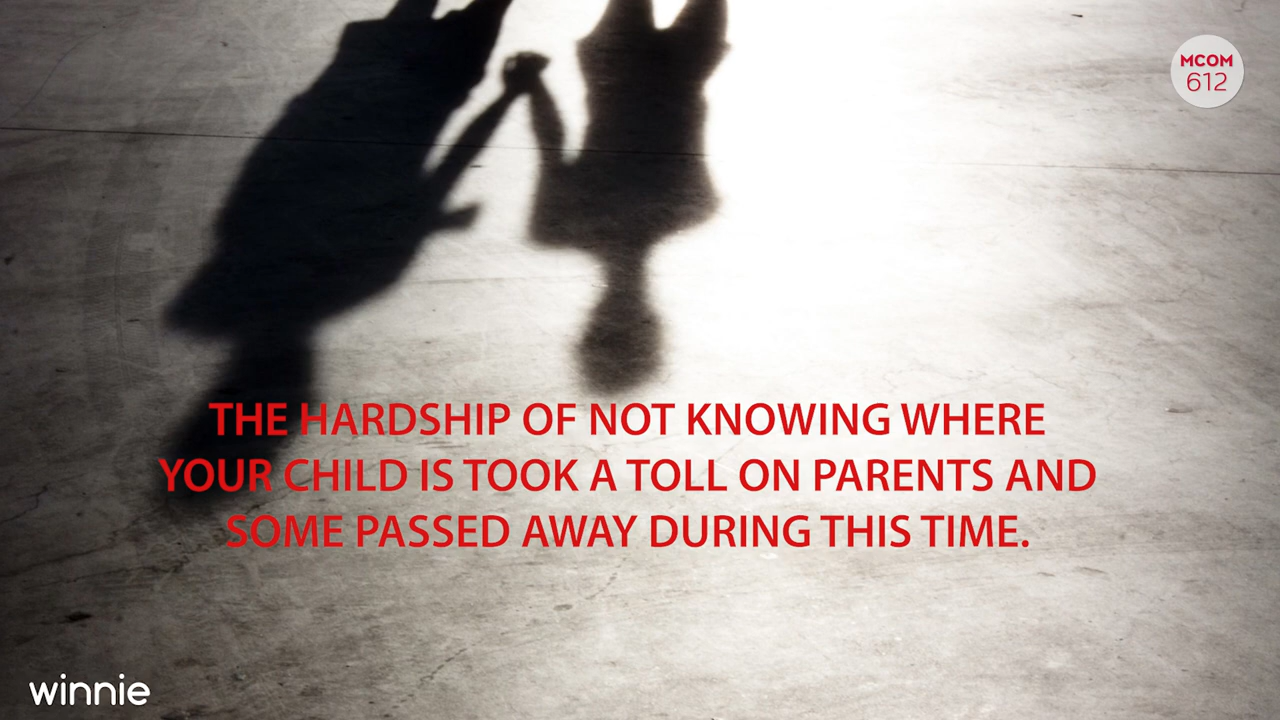 MCOM
612
THE HARDSHIP OF NOT KNOWING WHERE
YOUR CHILD IS TOOK A TOLL ON PARENTS AND
SOME PASSED AWAY DURING THIS TIME.
winnie